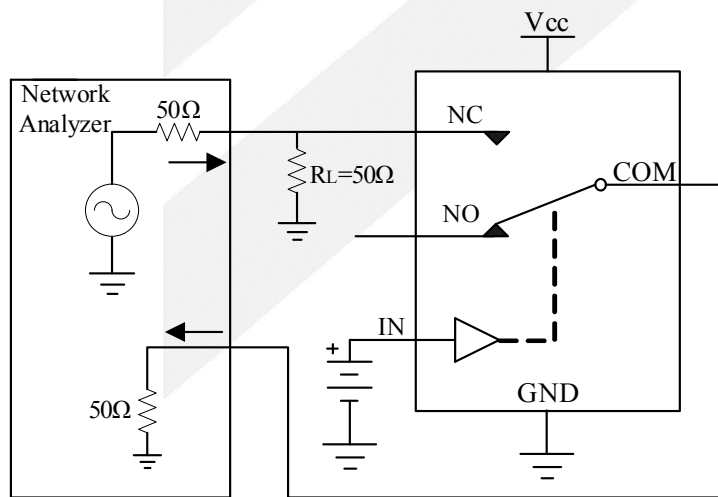 Vcc
Network
Analyzer
50Ω
NC
RL=50Ω
COM
NO
IN
+
50Ω
GND